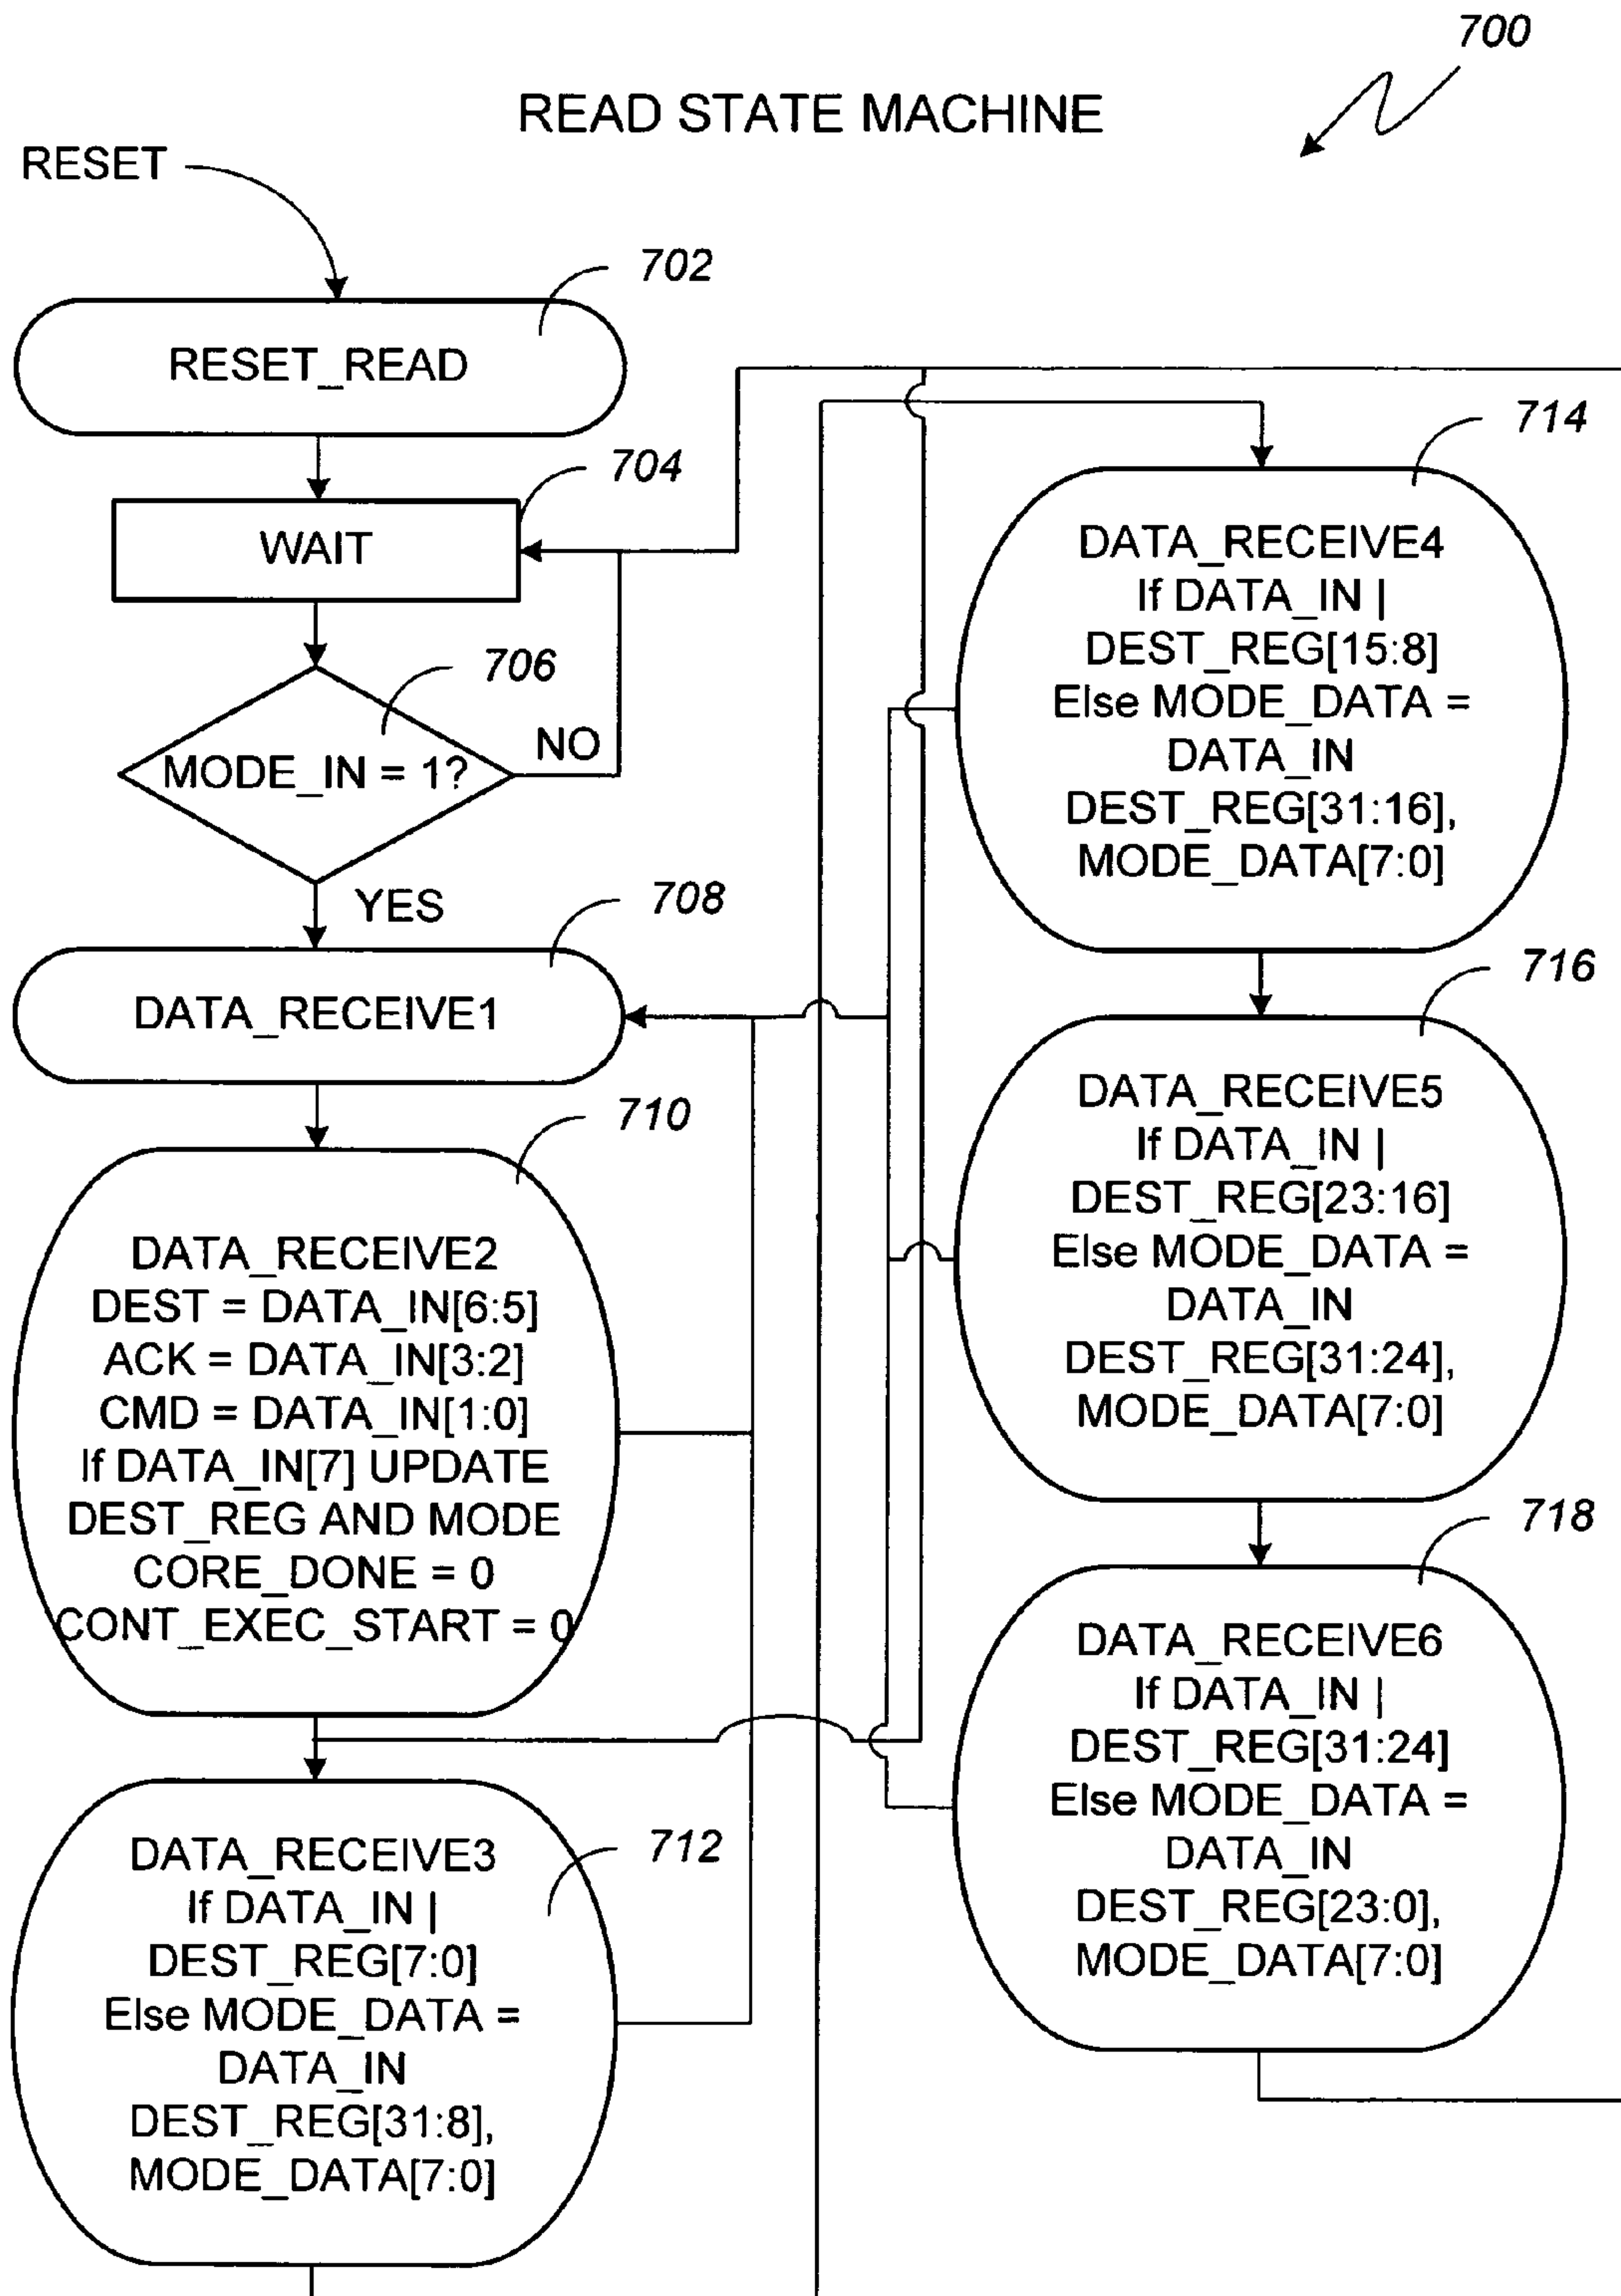 700
READ STATE MACHINE
RESET
702
RESET_READ
704
WAIT
706
MODE_IN = 1?
NO
YES
708
DATA_RECEIVE1
710
DATA_RECEIVE2
DEST = DATA_IN[6:5]
ACK = DATA_IN[3:2]
CMD = DATA_IN[1:0]
If DATA_IN[7] UPDATE
DEST_REG AND MODE
CORE_DONE = 0
CONT_EXEC_START = 0
712
DATA_RECEIVE3
If DATA_IN |
DEST_REG[7:0]
Else MODE_DATA =
DATA_IN
DEST_REG[31:8],
MODE_DATA[7:0]
714
DATA_RECEIVE4
If DATA_IN |
DEST_REG[15:8]
Else MODE_DATA =
DATA_IN
DEST_REG[31:16],
MODE_DATA[7:0]
716
DATA_RECEIVE5
If DATA_IN |
DEST_REG[23:16]
Else MODE_DATA =
DATA_IN
DEST_REG[31:24],
MODE_DATA[7:0]
718
DATA_RECEIVE6
If DATA_IN |
DEST_REG[31:24]
Else MODE_DATA =
DATA_IN
DEST_REG[23:0],
MODE_DATA[7:0]